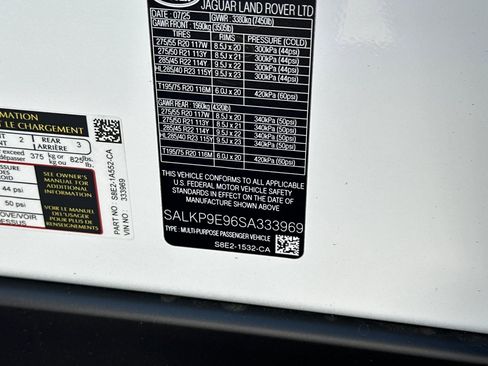 JAGUAR LAND ROVER LTD
DATE: 07/25 GVWR : 3380kg (7450lb)
GAWR FRONT : 1590kg (3505lb)
TYRES RIMS PRESSURE (COLD)
275/55 R20 117W 8.5J x 20 300kPa (44psi)
275/50 R21 113Y 8.5J x 21 300kPa (44psi)
285/45 R22 114Y 9.5J x 22 300kPa (44psi)
HL285/40 R23 115Y 9.5J x 23 300kPa (44psi)
T195/75 R20 116M 6.0J x 20 420kPa (60psi)
GAWR REAR : 1960kg (4320lb)
275/55 R20 117W 8.5J x 20 340kPa (50psi)
275/50 R21 113Y 8.5J x 21 340kPa (50psi)
285/45 R22 114Y 9.5J x 22 340kPa (50psi)
HL285/40 R23 115Y 9.5J x 23 340kPa (50psi)
T195/75 R20 116M 6.0J x 20 420kPa (60psi)
THIS VEHICLE CONFORMS TO ALL APPLICABLE
U.S. FEDERAL MOTOR VEHICLE SAFETY
STANDARDS IN EFFECT ON THE DATE OF
MANUFACTURE SHOWN ABOVE
SALKP9E96SA333969
TYPE : MULTI-PURPOSE PASSENGER VEHICLE
S8E2-1532-CA
LE CHARGEMENT
2 REAR 3
ARRIÈRE
exceed
dépasser 375 kg or 825 lbs.
kg ou lb.
44 psi
50 psi
SEE OWNER'S
MANUAL FOR
ADDITIONAL
INFORMATION
VOIR LE MANUEL
DE L'USAGER
POUR PLUS DE
RENSEIGNEMENTS
PART NO. S8E2-1A552-CA
VIN NO. 333969